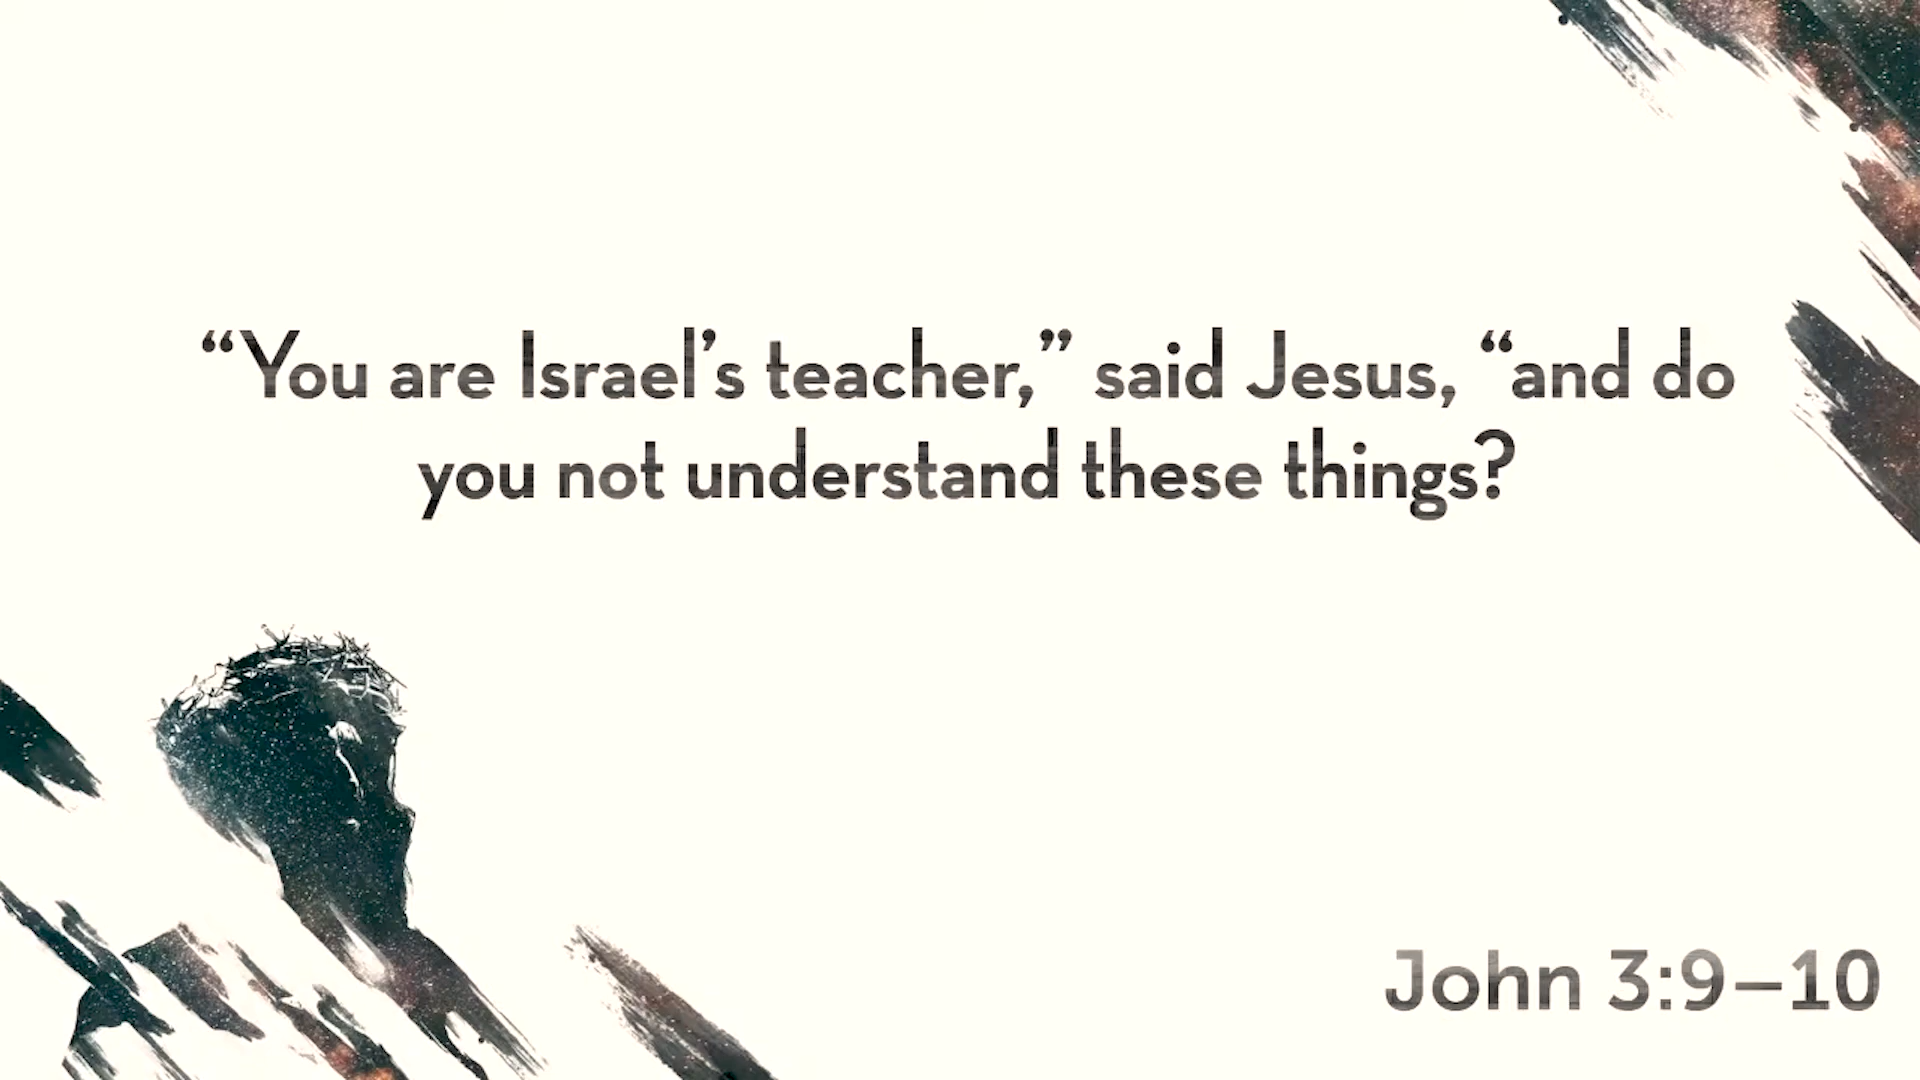 “You are Israel’s teacher,” said Jesus, “and do
you not understand these things?
John 3:9–10